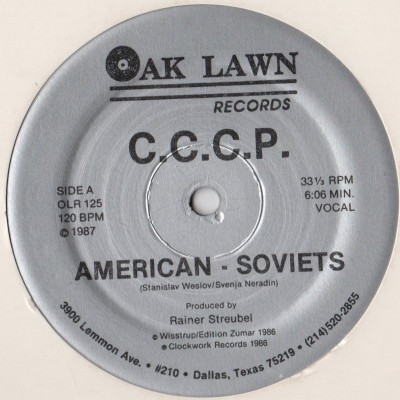 OAK LAWN
RECORDS
C.C.C.P.
SIDE A
OLR 125
120 BPM
© 1987
33 ⅓ RPM
6:06 MIN.
VOCAL
AMERICAN - SOVIETS
(Stanislav Weslov/Svenja Neradin)
Produced by
Rainer Streubel
© Wisstrup/Edition Zumar 1986
℗ Clockwork Records 1986
3900 Lemmon Ave. • #210 • Dallas, Texas 75219 • (214)520-2855